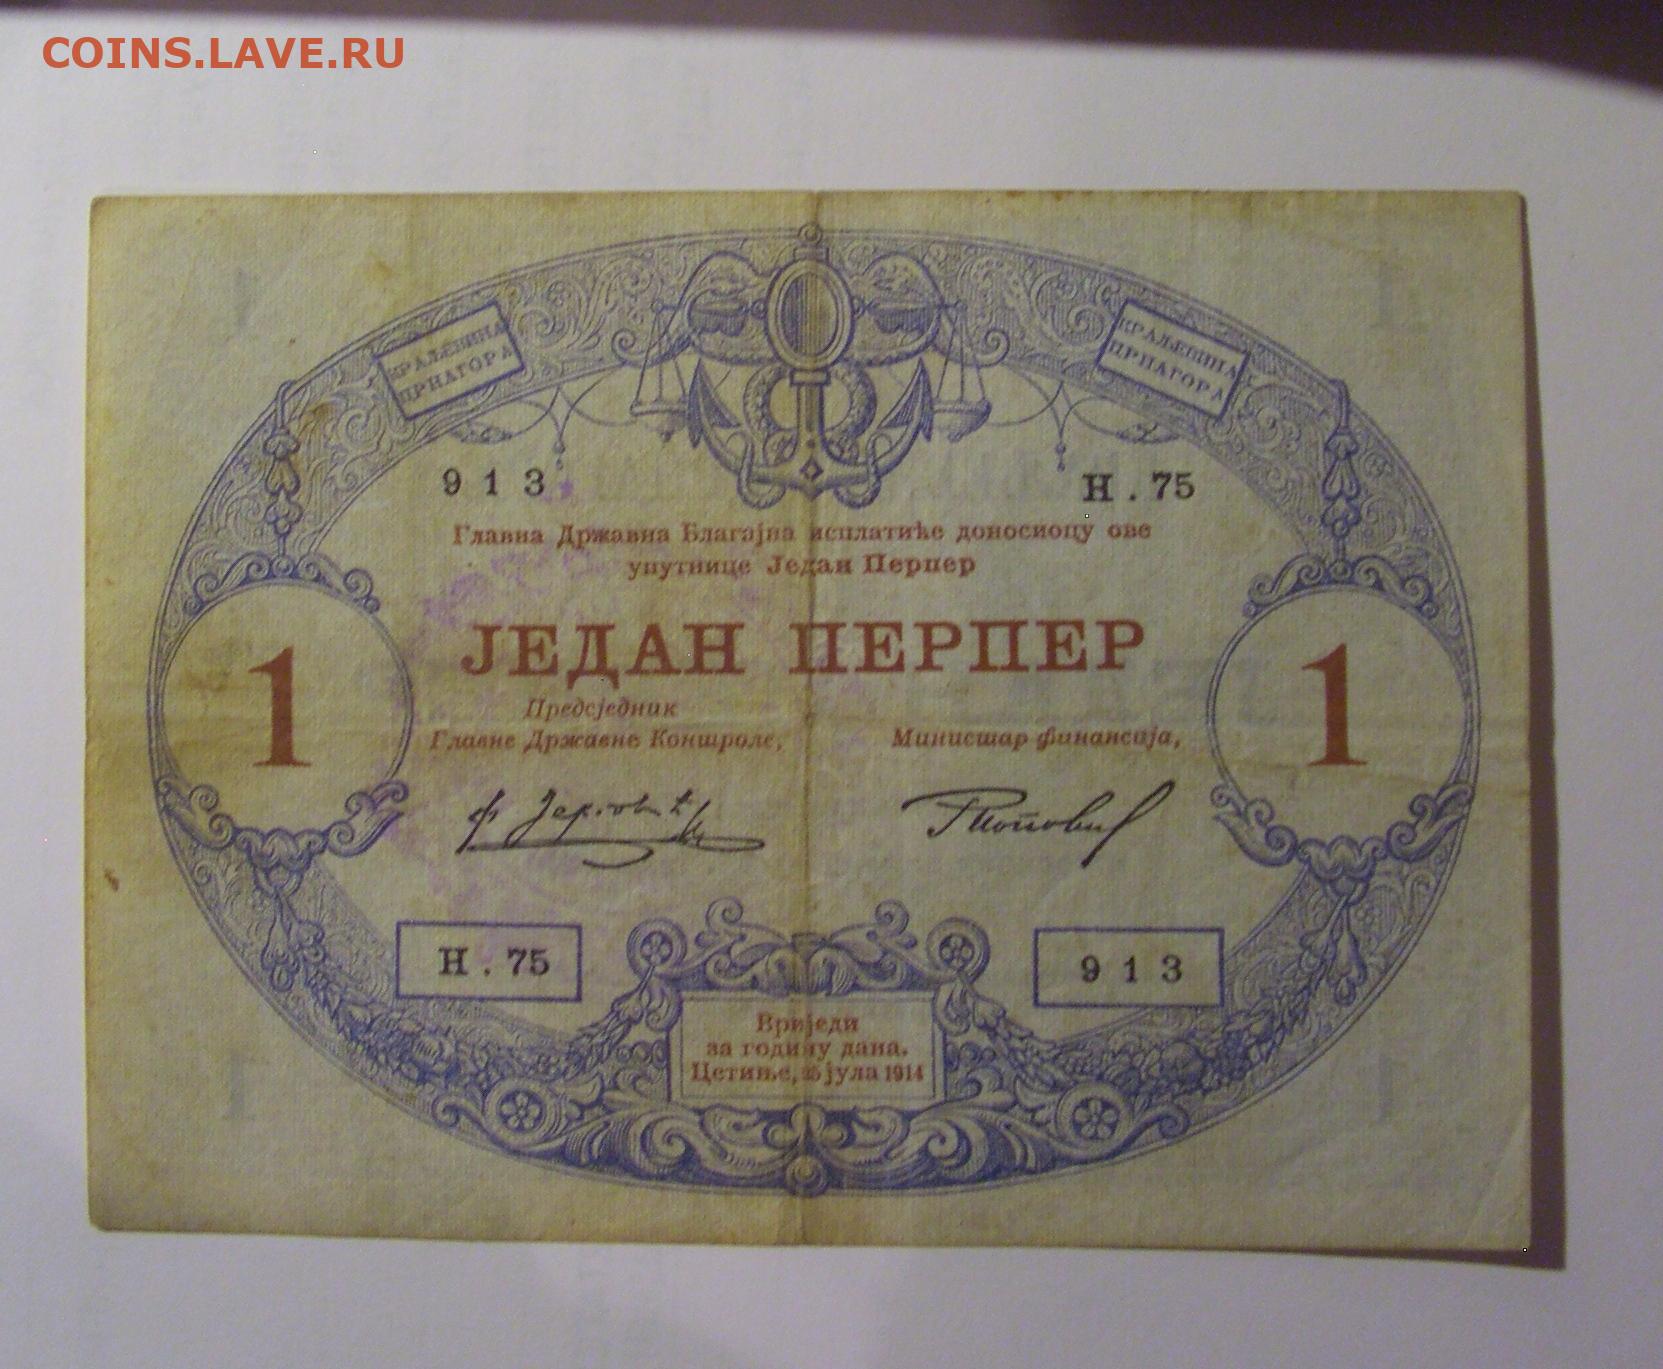 COINS.LAVE.RU
КРАЉЕВИНА
ЦРНАГОРА
КРАЉЕВИНА
ЦРНАГОРА
913
Н.75
Главна Државна Благајна исплатиће доносиоцу ове
упутнице Један Перпер
ЈЕДАН ПЕРПЕР
1
1
Предсједник
Главне Државне Контроле,
Министар финансија,
Н.75
913
Вриједи
за годину дана.
Цетиње, 25 јула 1914